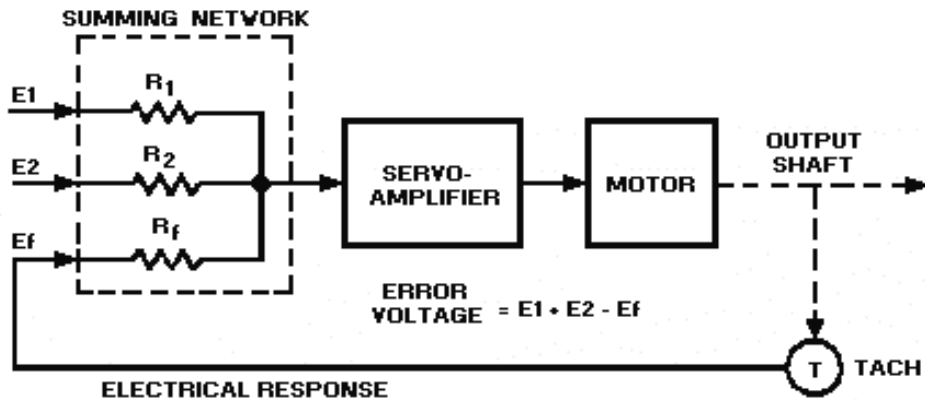 SUMMING NETWORK
E1
R1
E2
R2
Ef
Rf
SERVO-
AMPLIFIER
MOTOR
OUTPUT
SHAFT
ERROR
VOLTAGE = E1 + E2 - Ef
T
TACH
ELECTRICAL RESPONSE